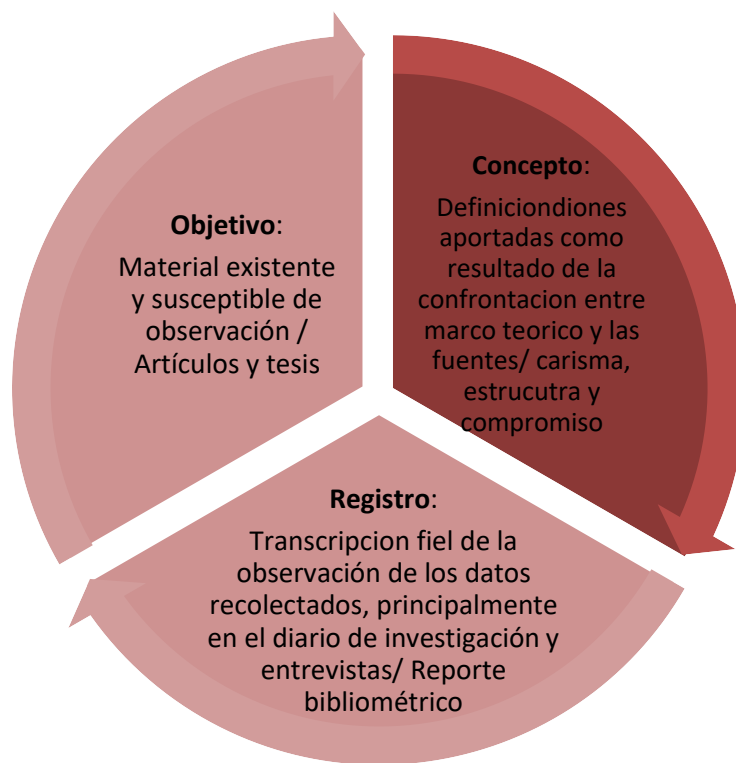 Concepto:
Definiciondiones
aportadas como
resultado de la
confrontacion entre
marco teorico y las
fuentes/ carisma,
estrucutra y
compromiso
Objetivo:
Material existente
y susceptible de
observación /
Artículos y tesis
Registro:
Transcripcion fiel de la
observación de los datos
recolectados, principalmente
en el diario de investigación y
entrevistas/ Reporte
bibliométrico